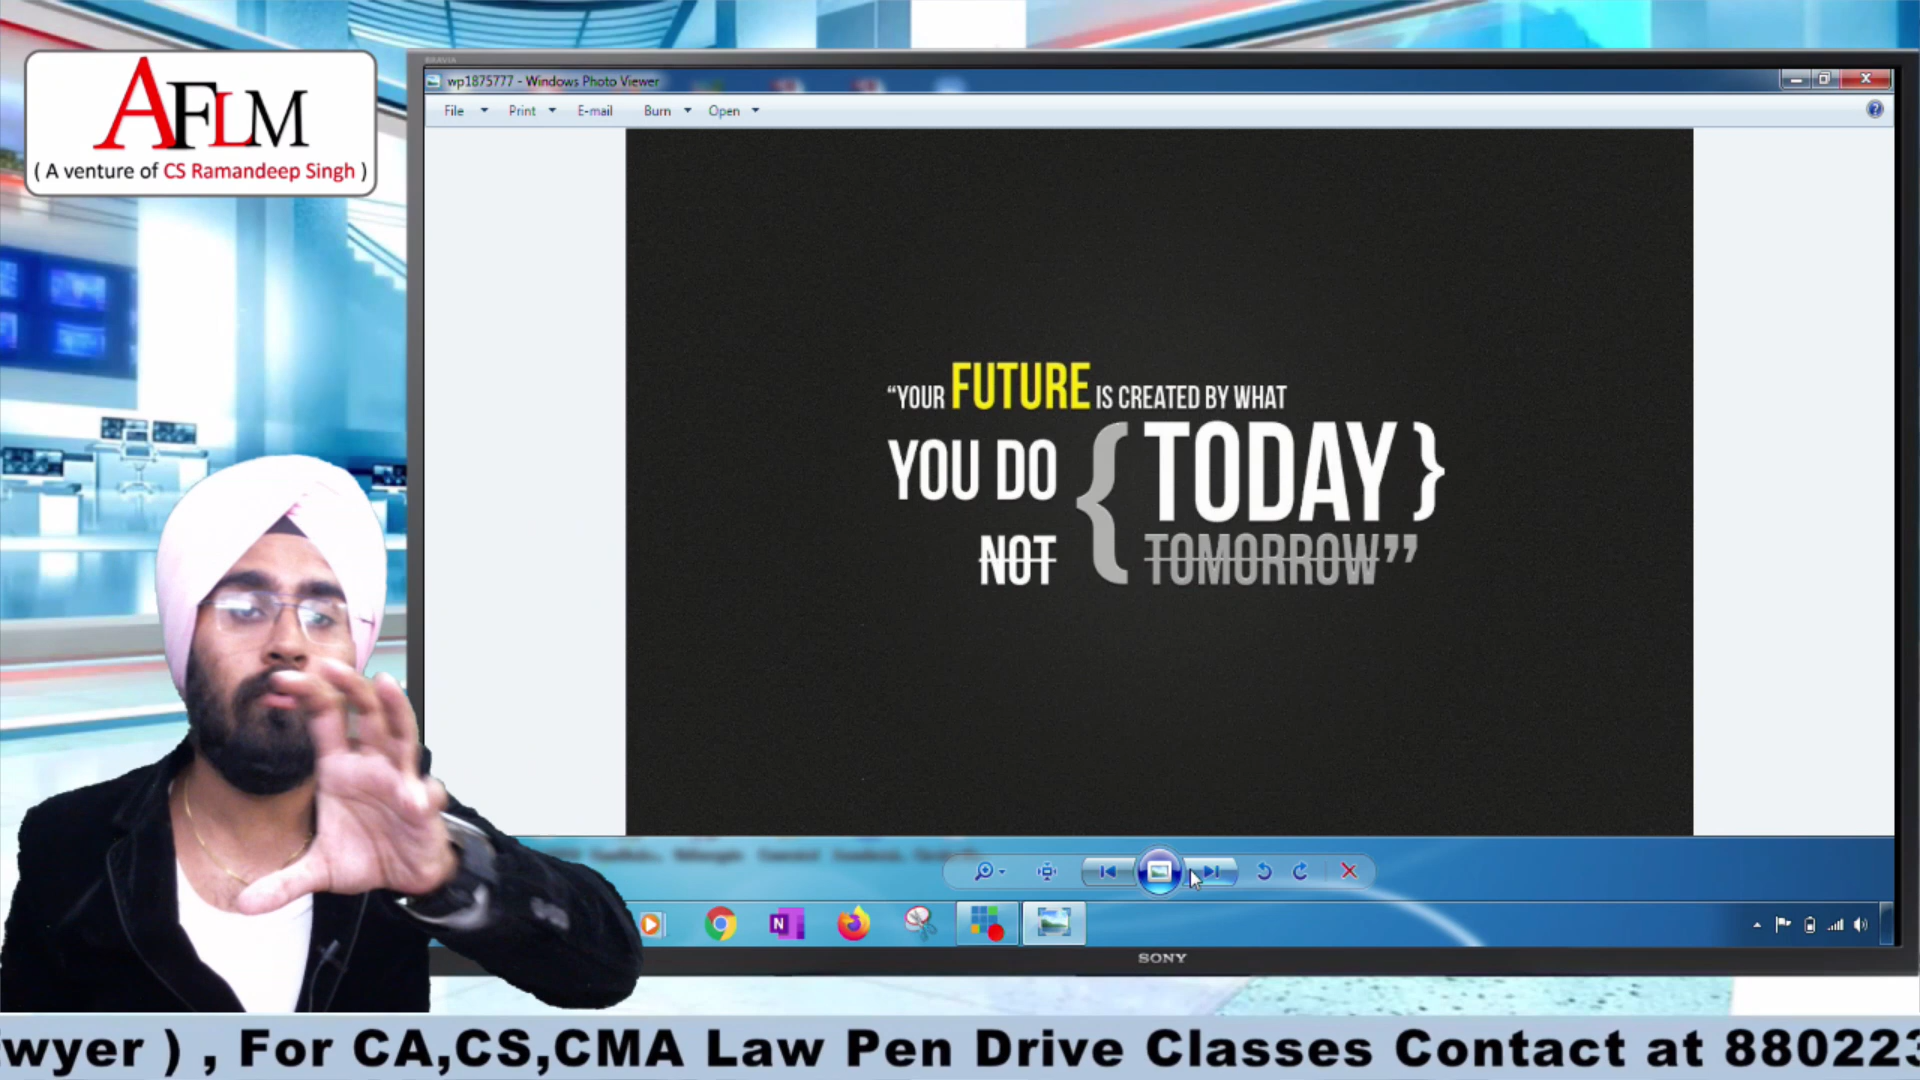 AFLM
( A venture of CS Ramandeep Singh )
BRAVIA
wp1875777 - Windows Photo Viewer
File Print E-mail Burn Open
“YOUR FUTURE IS CREATED BY WHAT
YOU DO { TODAY }
NOT TOMORROW”
N
SONY
wyer ) , For CA,CS,CMA Law Pen Drive Classes Contact at 88022